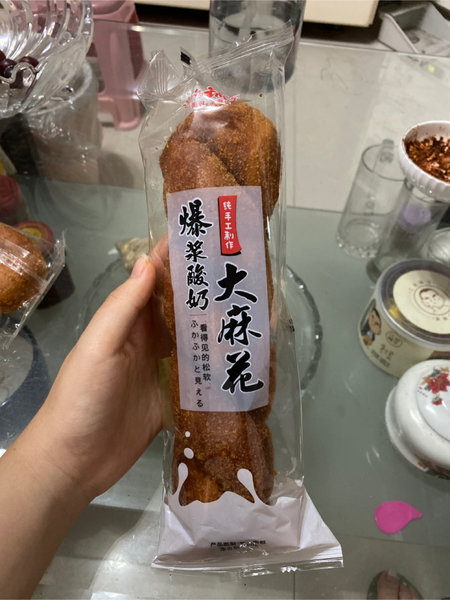 纯手工制作
爆浆酸奶
大麻花
看得见的松软
ふかふかと見える